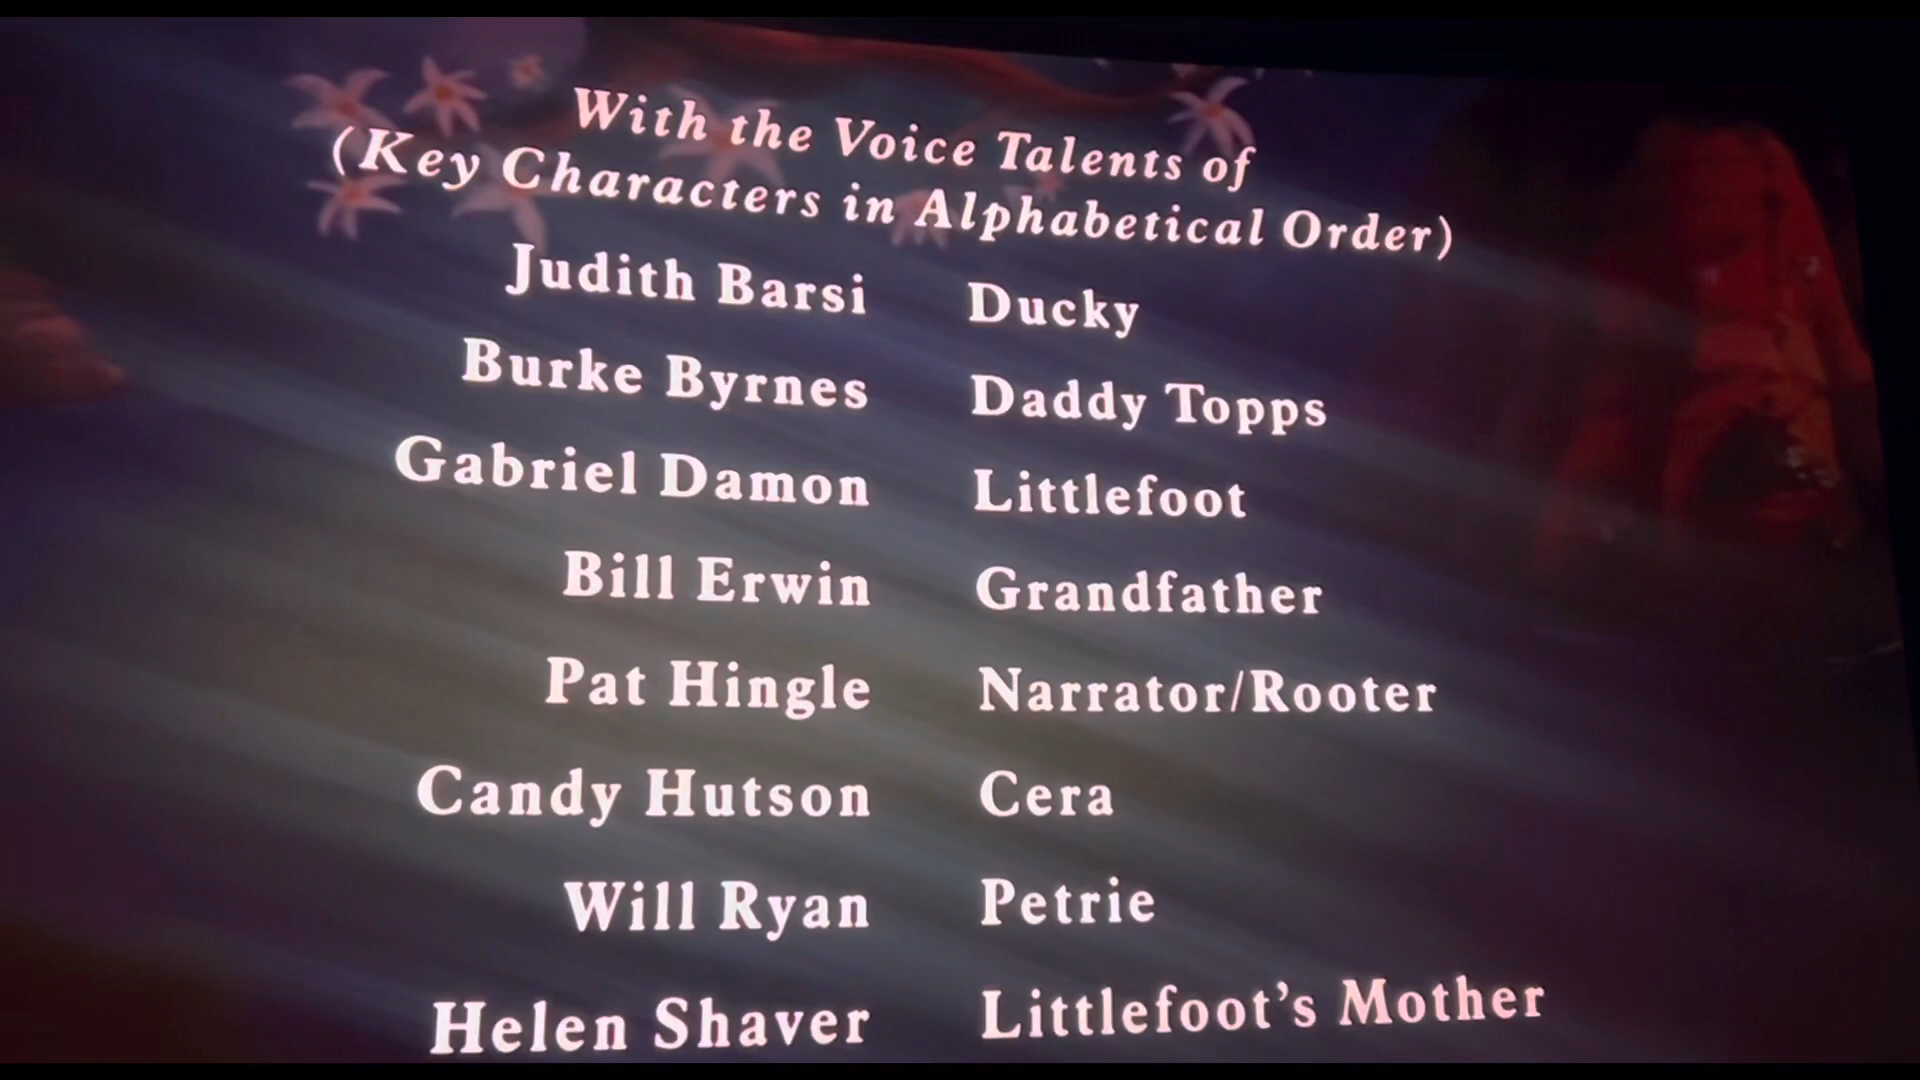 With the Voice Talents of
(Key Characters in Alphabetical Order)
Judith Barsi Ducky
Burke Byrnes Daddy Topps
Gabriel Damon Littlefoot
Bill Erwin Grandfather
Pat Hingle Narrator/Rooter
Candy Hutson Cera
Will Ryan Petrie
Helen Shaver Littlefoot's Mother